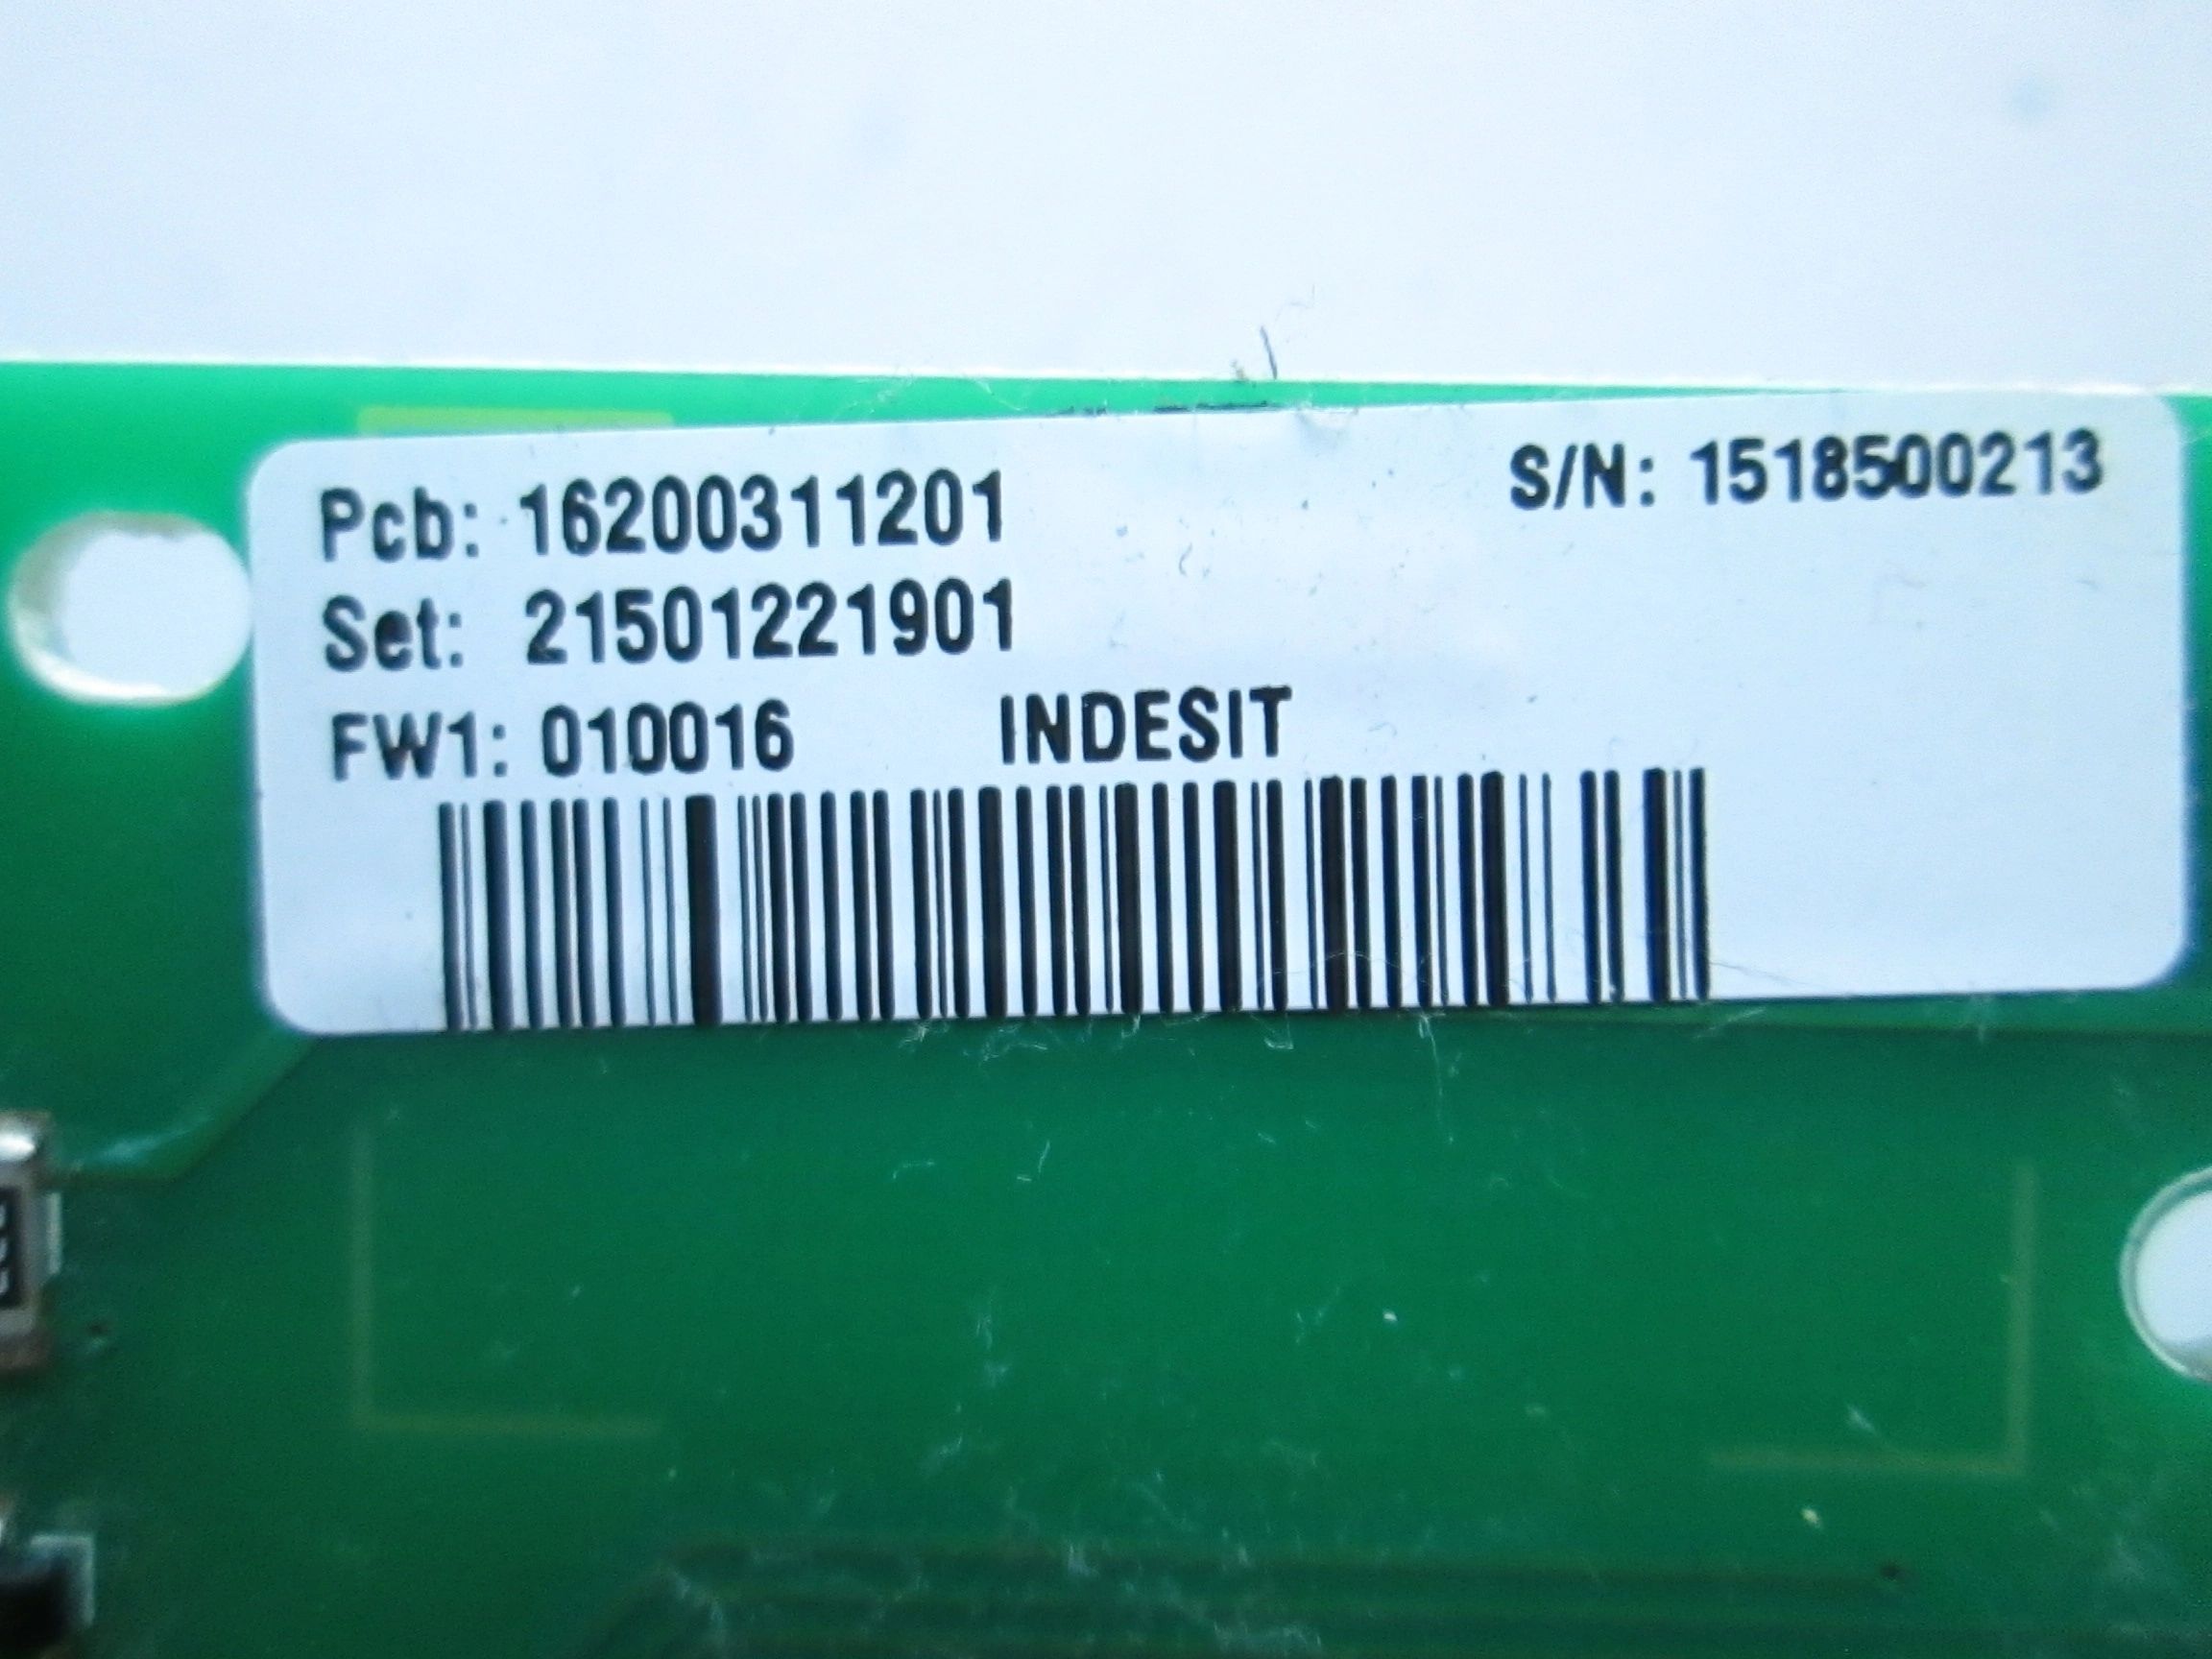 Pcb: 16200311201
S/N: 1518500213
Set: 21501221901
FW1: 010016 INDESIT